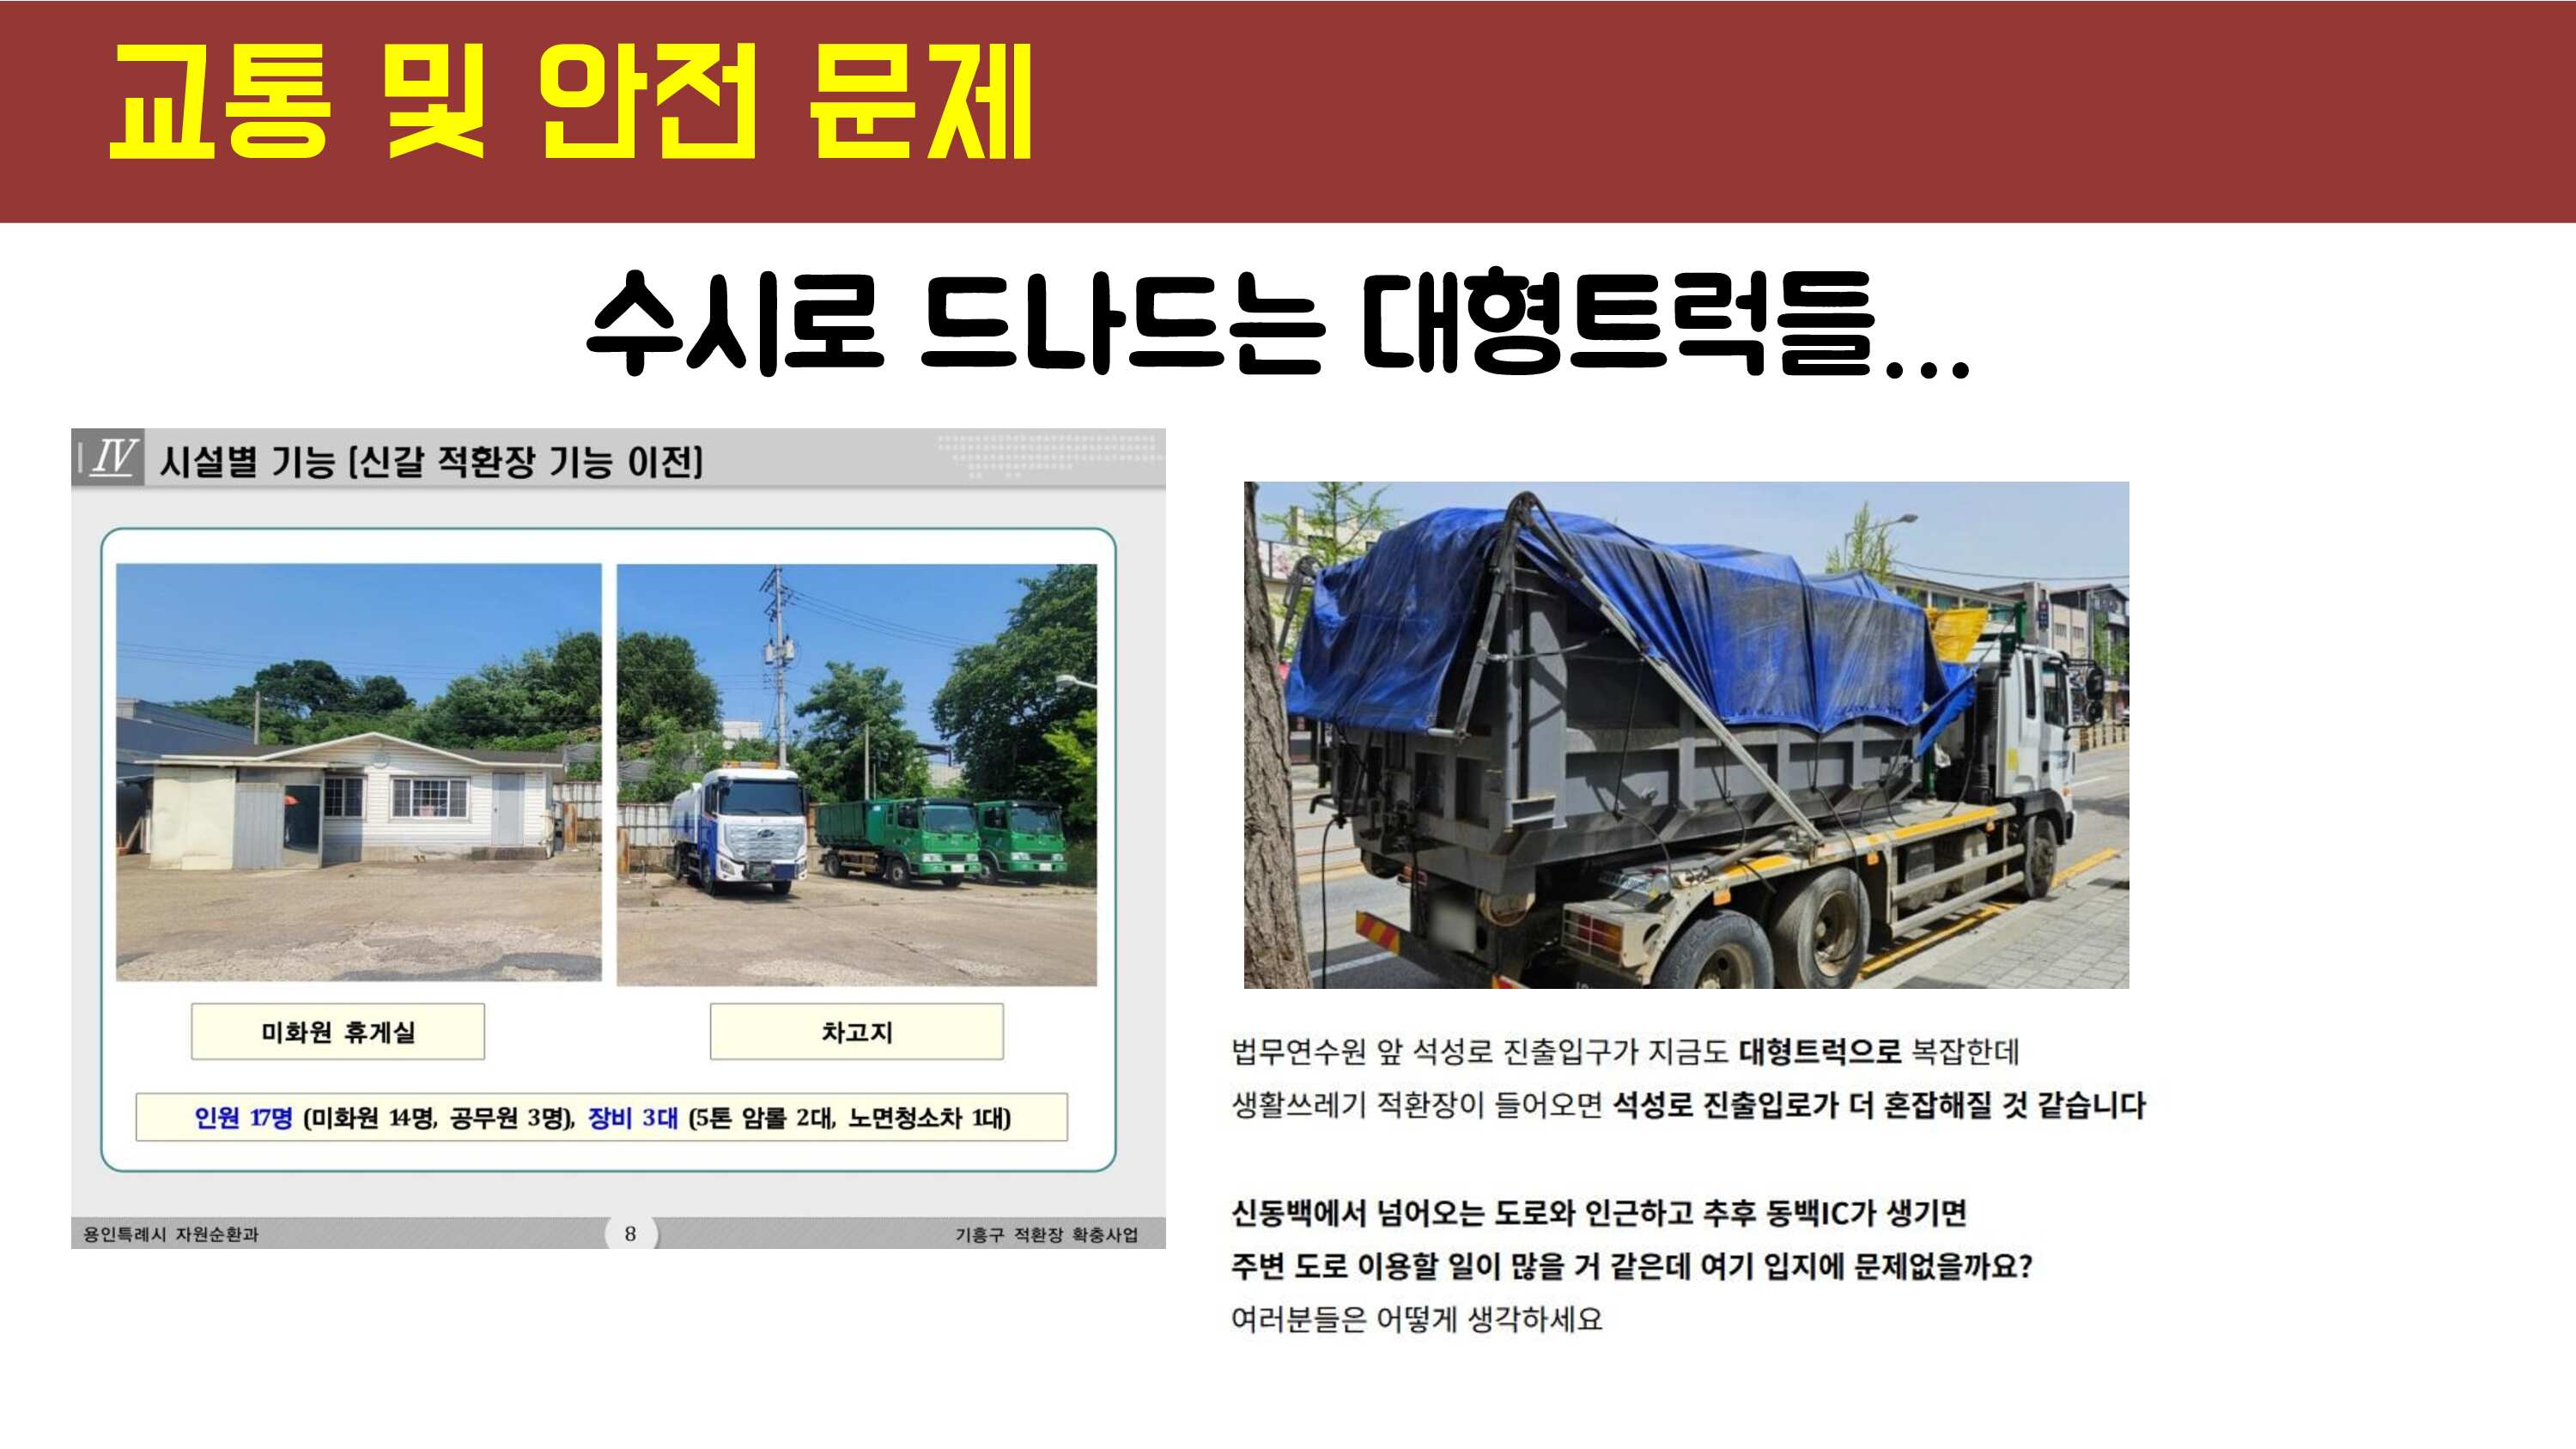 교통 및 안전 문제
수시로 드나드는 대형트럭들...
IV 시설별 기능 [신갈 적환장 기능 이전]
미화원 휴게실
차고지
인원 17명 (미화원 14명, 공무원 3명), 장비 3대 (5톤 암롤 2대, 노면청소차 1대)
용인특례시 자원순환과
8
기흥구 적환장 확충사업
법무연수원 앞 석성로 진출입구가 지금도 대형트럭으로 복잡한데
생활쓰레기 적환장이 들어오면 석성로 진출입로가 더 혼잡해질 것 같습니다
신동백에서 넘어오는 도로와 인근하고 추후 동백IC가 생기면
주변 도로 이용할 일이 많을 거 같은데 여기 입지에 문제없을까요?
여러분들은 어떻게 생각하세요